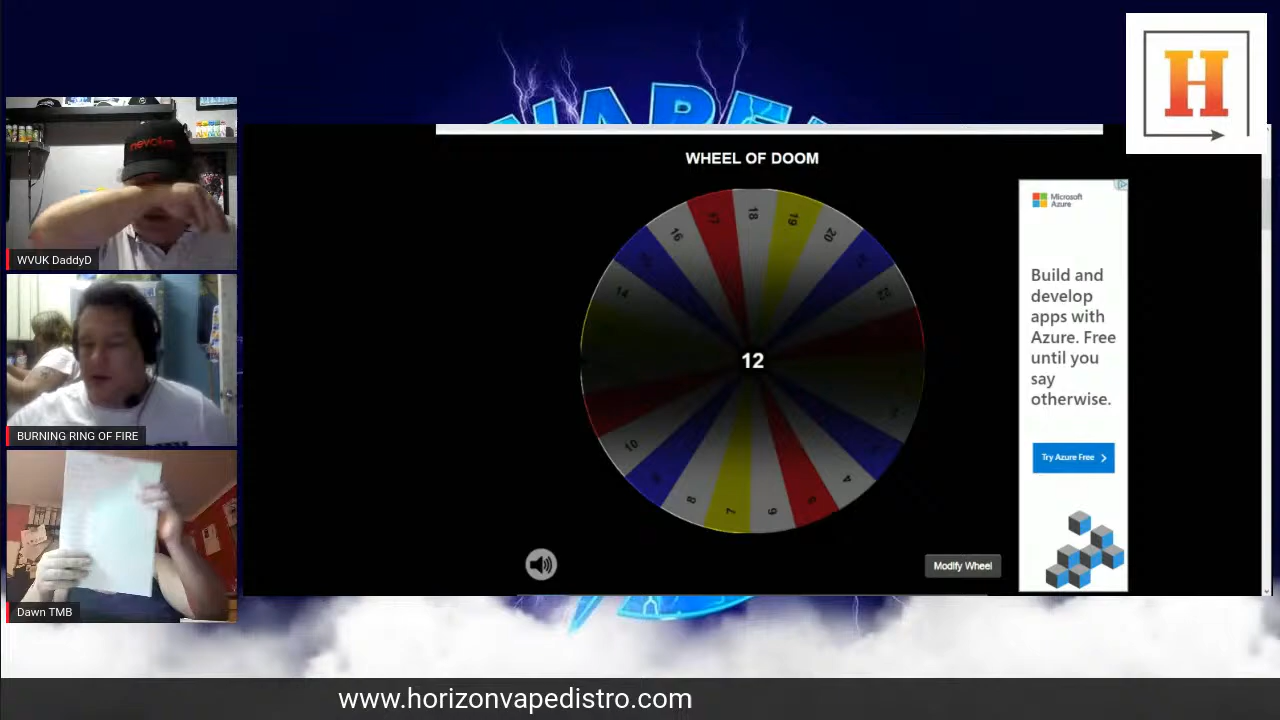 VAPE
H
nevoks
WVUK DaddyD
BURNING RING OF FIRE
Dawn TMB
WHEEL OF DOOM
12
14
16
17
18
19
20
22
4
6
7
8
10
Microsoft
Azure
Build and
develop
apps with
Azure. Free
until you
say
otherwise.
Try Azure Free
Modify Wheel
www.horizonvapedistro.com